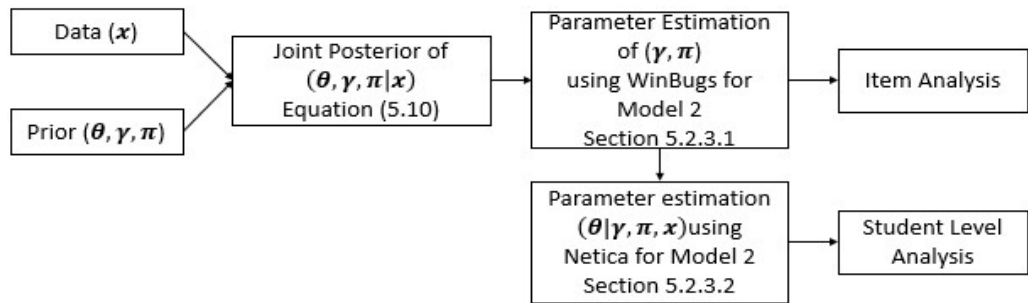 Data (x)
Prior (θ, γ, π)
Joint Posterior of
(θ, γ, π|x)
Equation (5.10)
Parameter Estimation
of (γ, π)
using WinBugs for
Model 2
Section 5.2.3.1
Item Analysis
Parameter estimation
(θ|γ, π, x)using
Netica for Model 2
Section 5.2.3.2
Student Level
Analysis